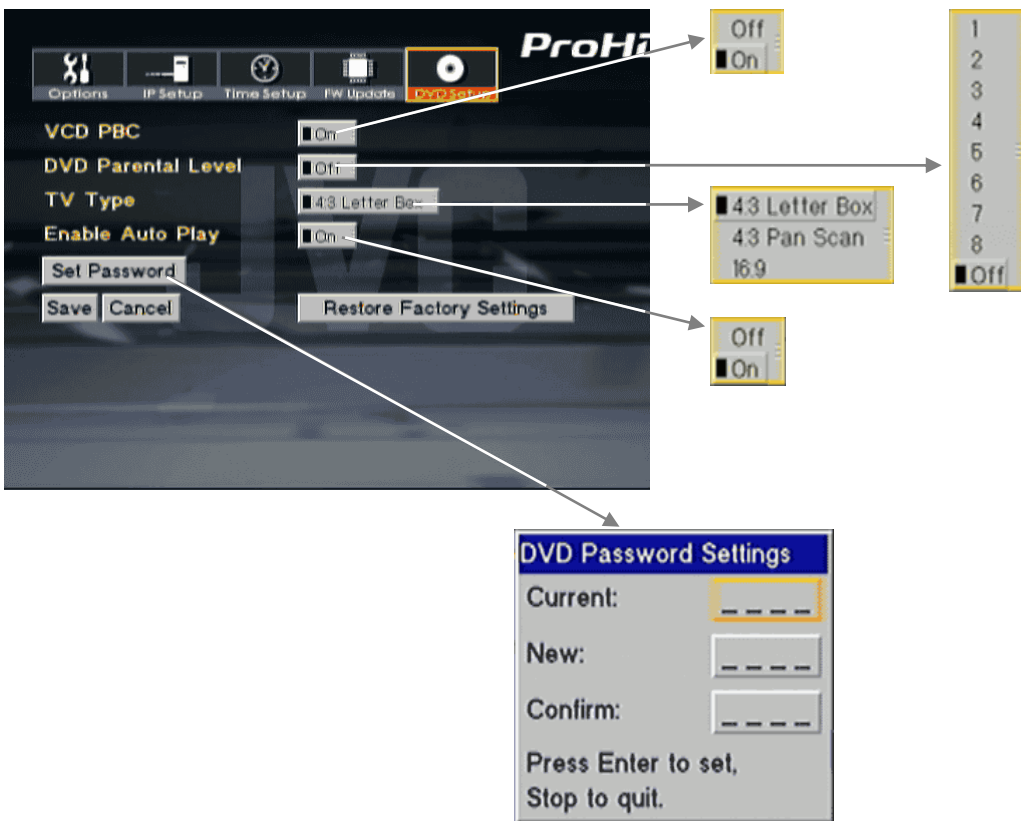 ProHi
Options
IP Setup
Time Setup
FW Update
DVD Setup
VCD PBC
On
DVD Parental Level
Off
TV Type
4:3 Letter Box
Enable Auto Play
On
Set Password
Save
Cancel
Restore Factory Settings
JVC
Off
On
1
2
3
4
5
6
7
8
Off
4:3 Letter Box
4:3 Pan Scan
16:9
Off
On
DVD Password Settings
Current: _ _ _ _
New: _ _ _ _
Confirm: _ _ _ _
Press Enter to set,
Stop to quit.